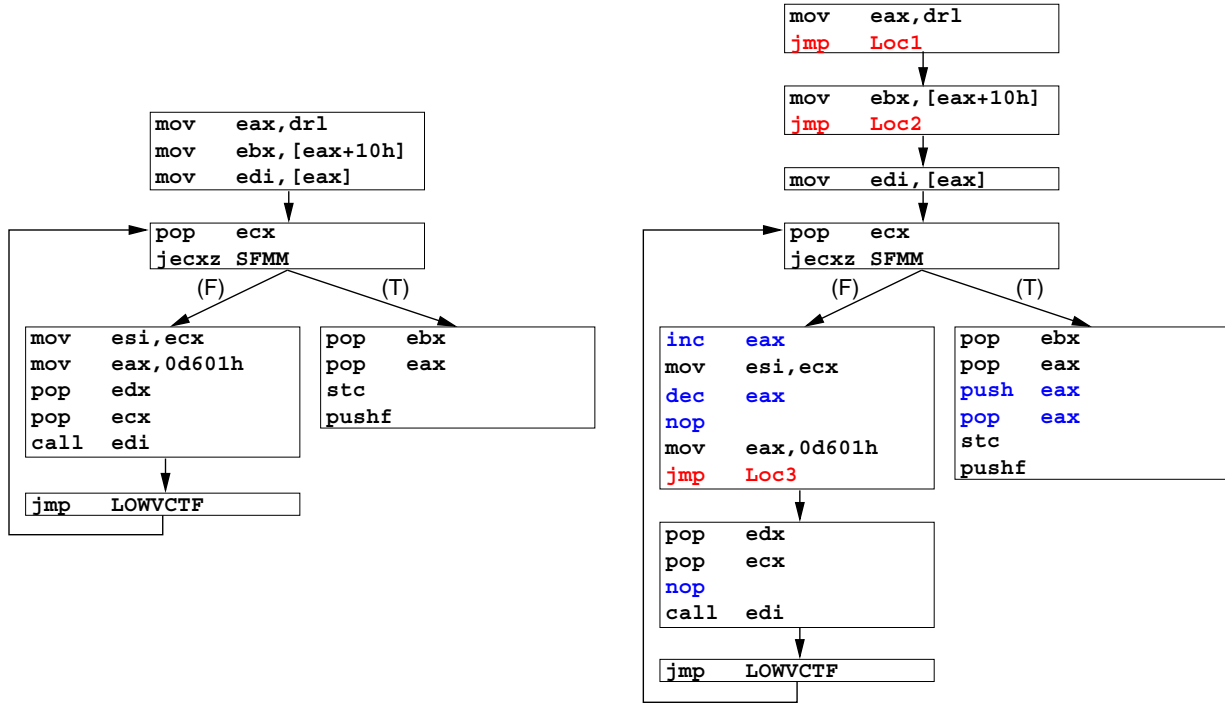 mov eax,drl
mov ebx,[eax+10h]
mov edi,[eax]
pop ecx
jecxz SFMM
(F)
(T)
mov esi,ecx
mov eax,0d601h
pop edx
pop ecx
call edi
pop ebx
pop eax
stc
pushf
jmp LOWVCTF
mov eax,drl
jmp Loc1
mov ebx,[eax+10h]
jmp Loc2
mov edi,[eax]
pop ecx
jecxz SFMM
(F)
(T)
inc eax
mov esi,ecx
dec eax
nop
mov eax,0d601h
jmp Loc3
pop ebx
pop eax
push eax
pop eax
stc
pushf
pop edx
pop ecx
nop
call edi
jmp LOWVCTF